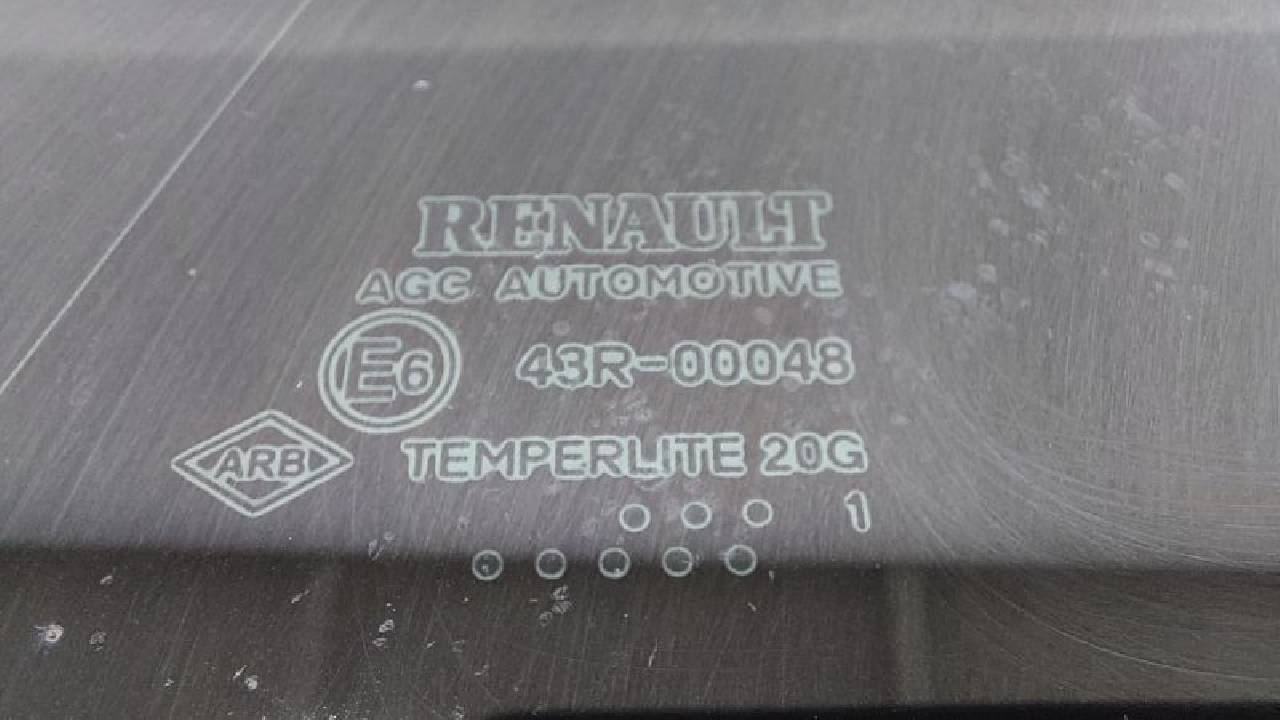 RENAULT
AGC AUTOMOTIVE
E6 43R-00048
ARB TEMPERLITE 20G
1